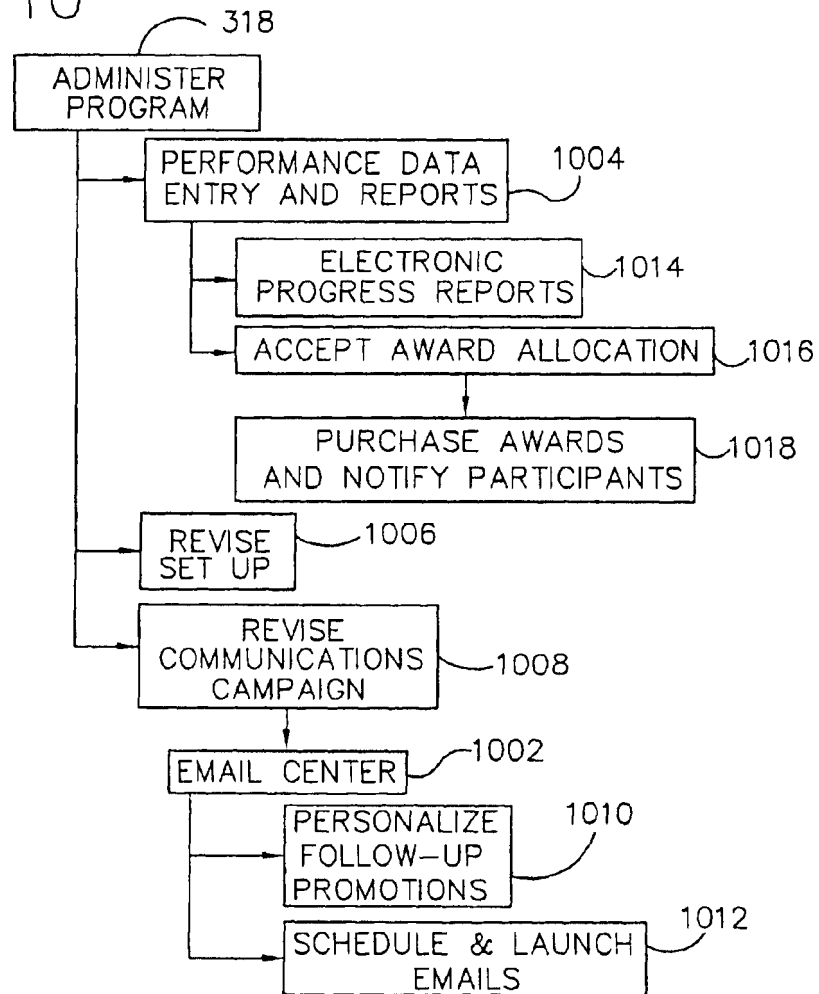 10
318
ADMINISTER
PROGRAM
PERFORMANCE DATA
ENTRY AND REPORTS
1004
ELECTRONIC
PROGRESS REPORTS
1014
ACCEPT AWARD ALLOCATION
1016
PURCHASE AWARDS
AND NOTIFY PARTICIPANTS
1018
REVISE
SET UP
1006
REVISE
COMMUNICATIONS
CAMPAIGN
1008
EMAIL CENTER
1002
PERSONALIZE
FOLLOW-UP
PROMOTIONS
1010
SCHEDULE & LAUNCH
EMAILS
1012